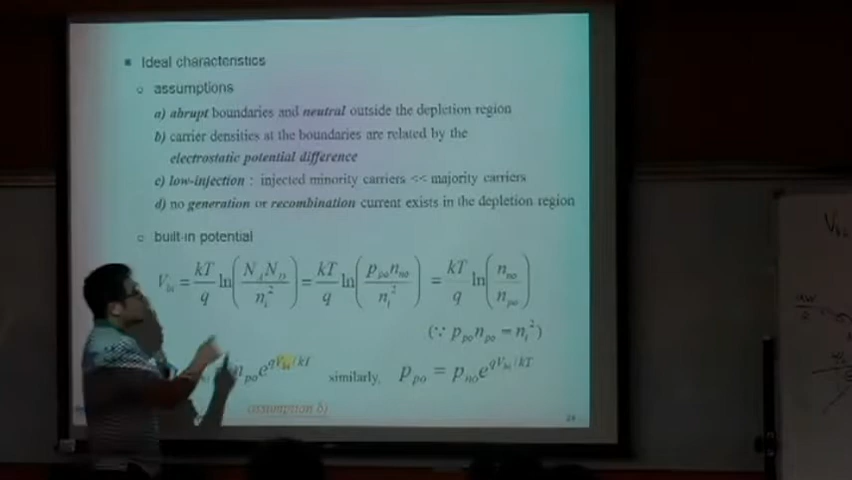 ▪ Ideal characteristics
○ assumptions
a) abrupt boundaries and neutral outside the depletion region
b) carrier densities at the boundaries are related by the
electrostatic potential difference
c) low-injection : injected minority carriers << majority carriers
d) no generation or recombination current exists in the depletion region
○ built-in potential
V_bi = kT/q ln(N_A N_D / n_i^2) = kT/q ln(p_po n_no / n_i^2) = kT/q ln(n_no / n_po)
(∵ p_po n_po = n_i^2)
n_po e^{qV_bi/kT} similarly, p_po = p_no e^{qV_bi/kT}
assumption b)